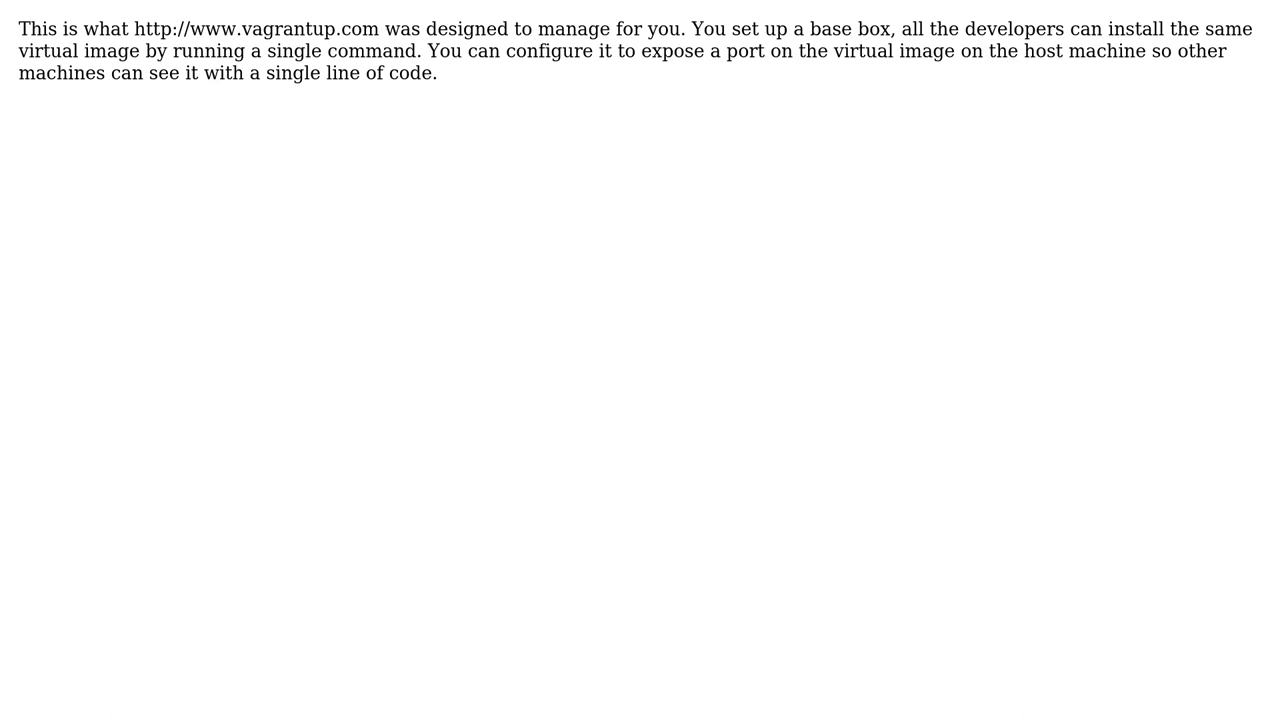 This is what http://www.vagrantup.com was designed to manage for you. You set up a base box, all the developers can install the same
virtual image by running a single command. You can configure it to expose a port on the virtual image on the host machine so other
machines can see it with a single line of code.